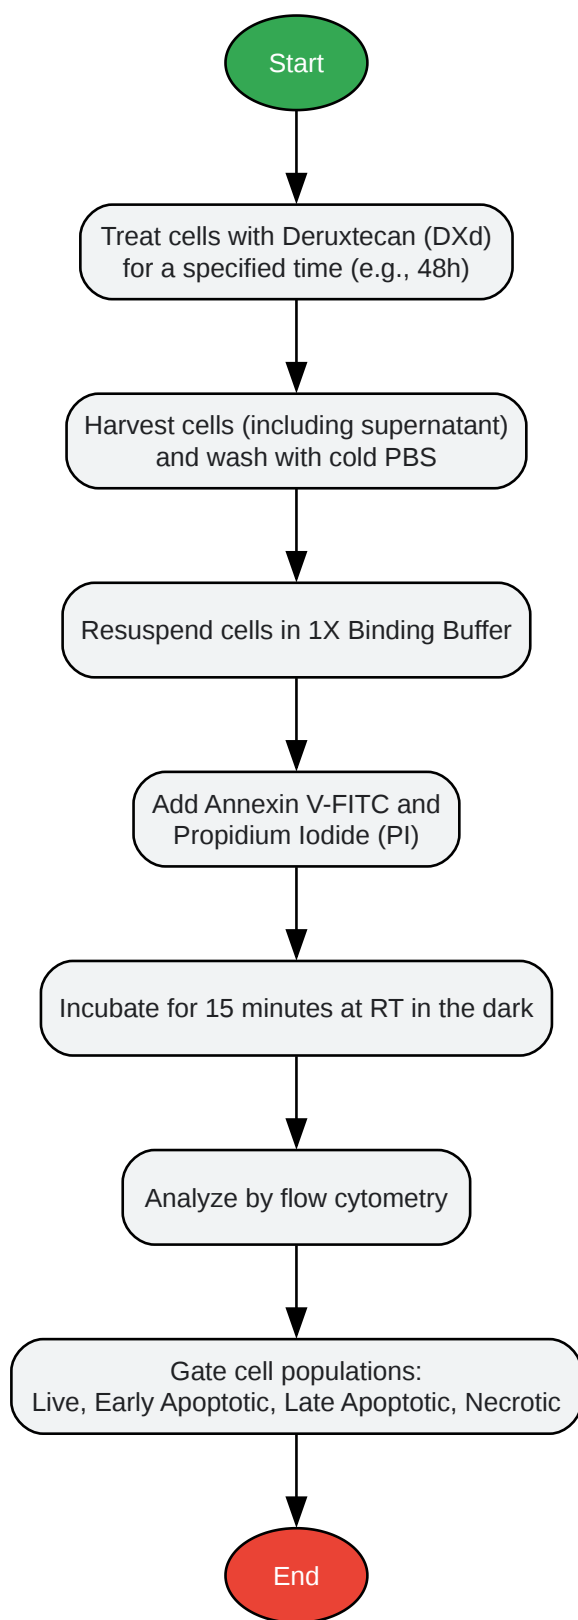 Start
Treat cells with Deruxtecan (DXd)
for a specified time (e.g., 48h)
Harvest cells (including supernatant)
and wash with cold PBS
Resuspend cells in 1X Binding Buffer
Add Annexin V-FITC and
Propidium Iodide (PI)
Incubate for 15 minutes at RT in the dark
Analyze by flow cytometry
Gate cell populations:
Live, Early Apoptotic, Late Apoptotic, Necrotic
End